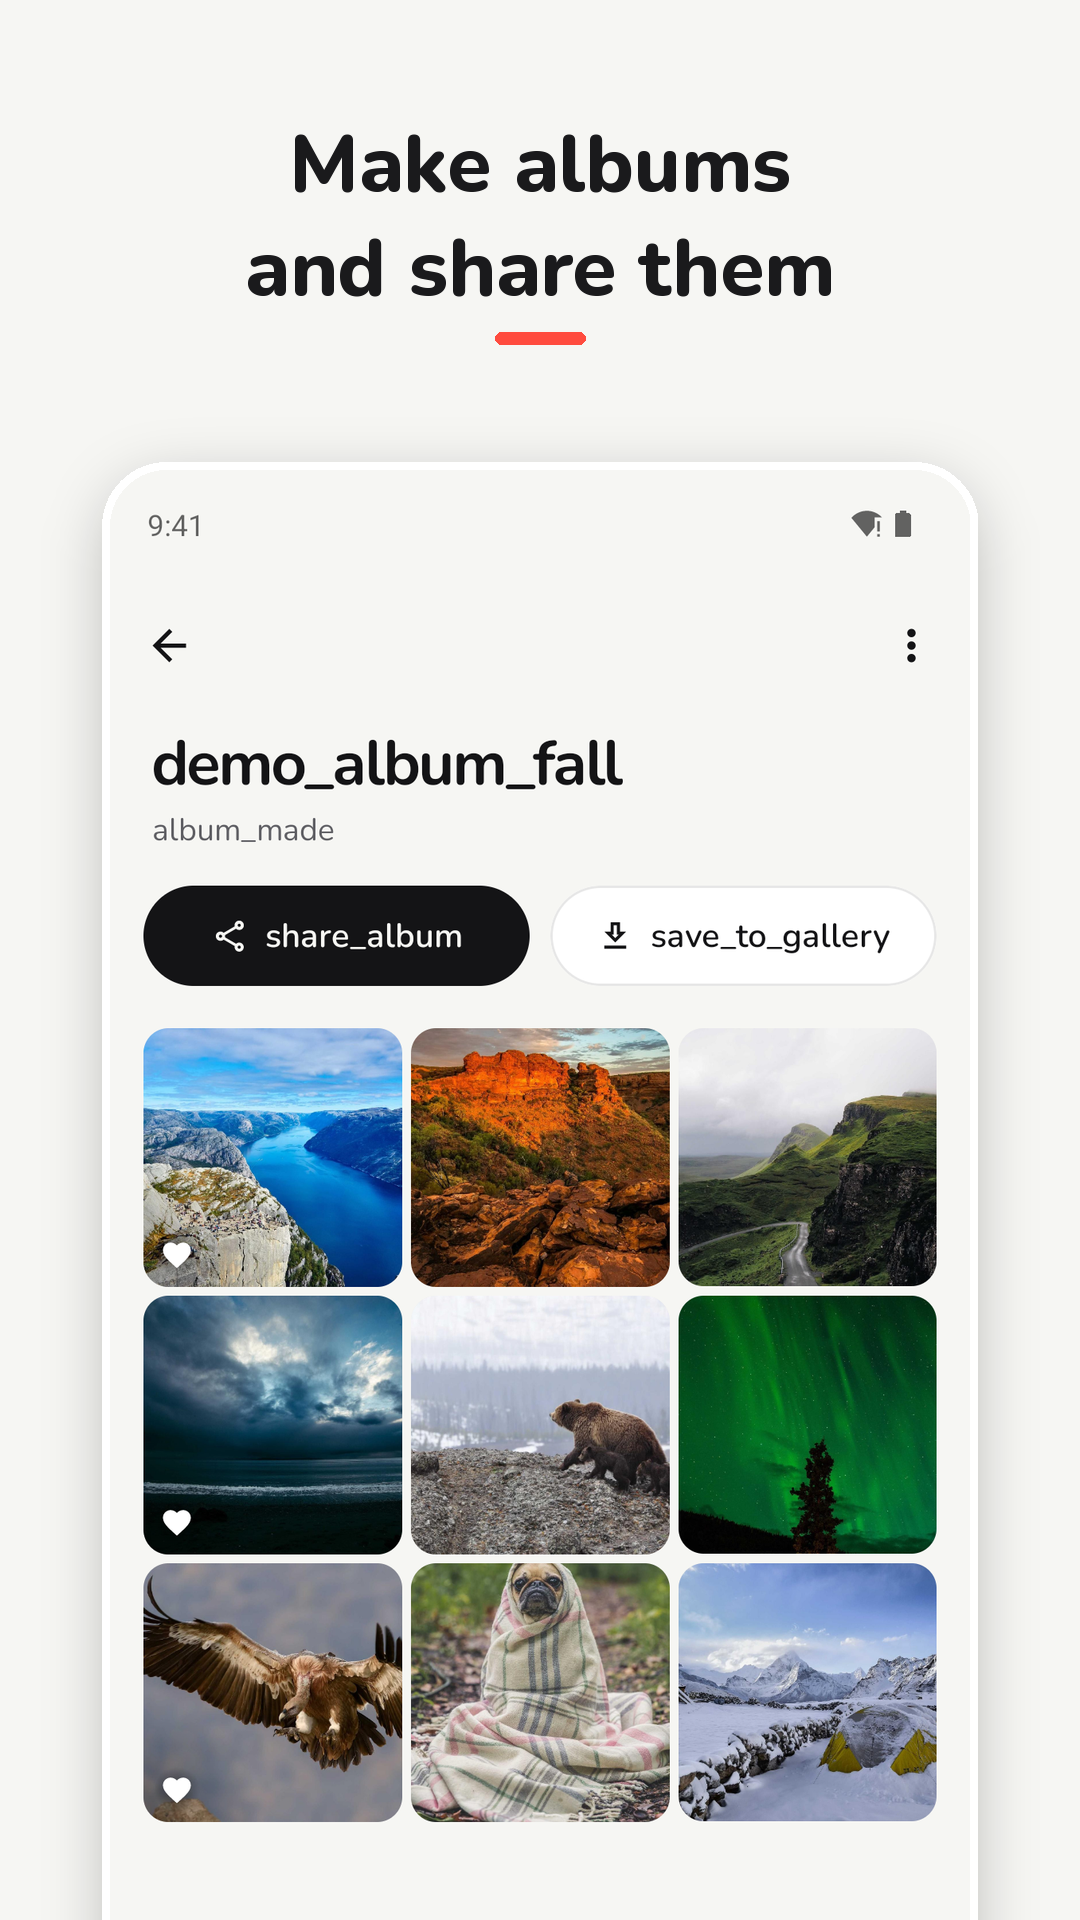 Make albums
and share them
9:41
demo_album_fall
album_made
share_album
save_to_gallery